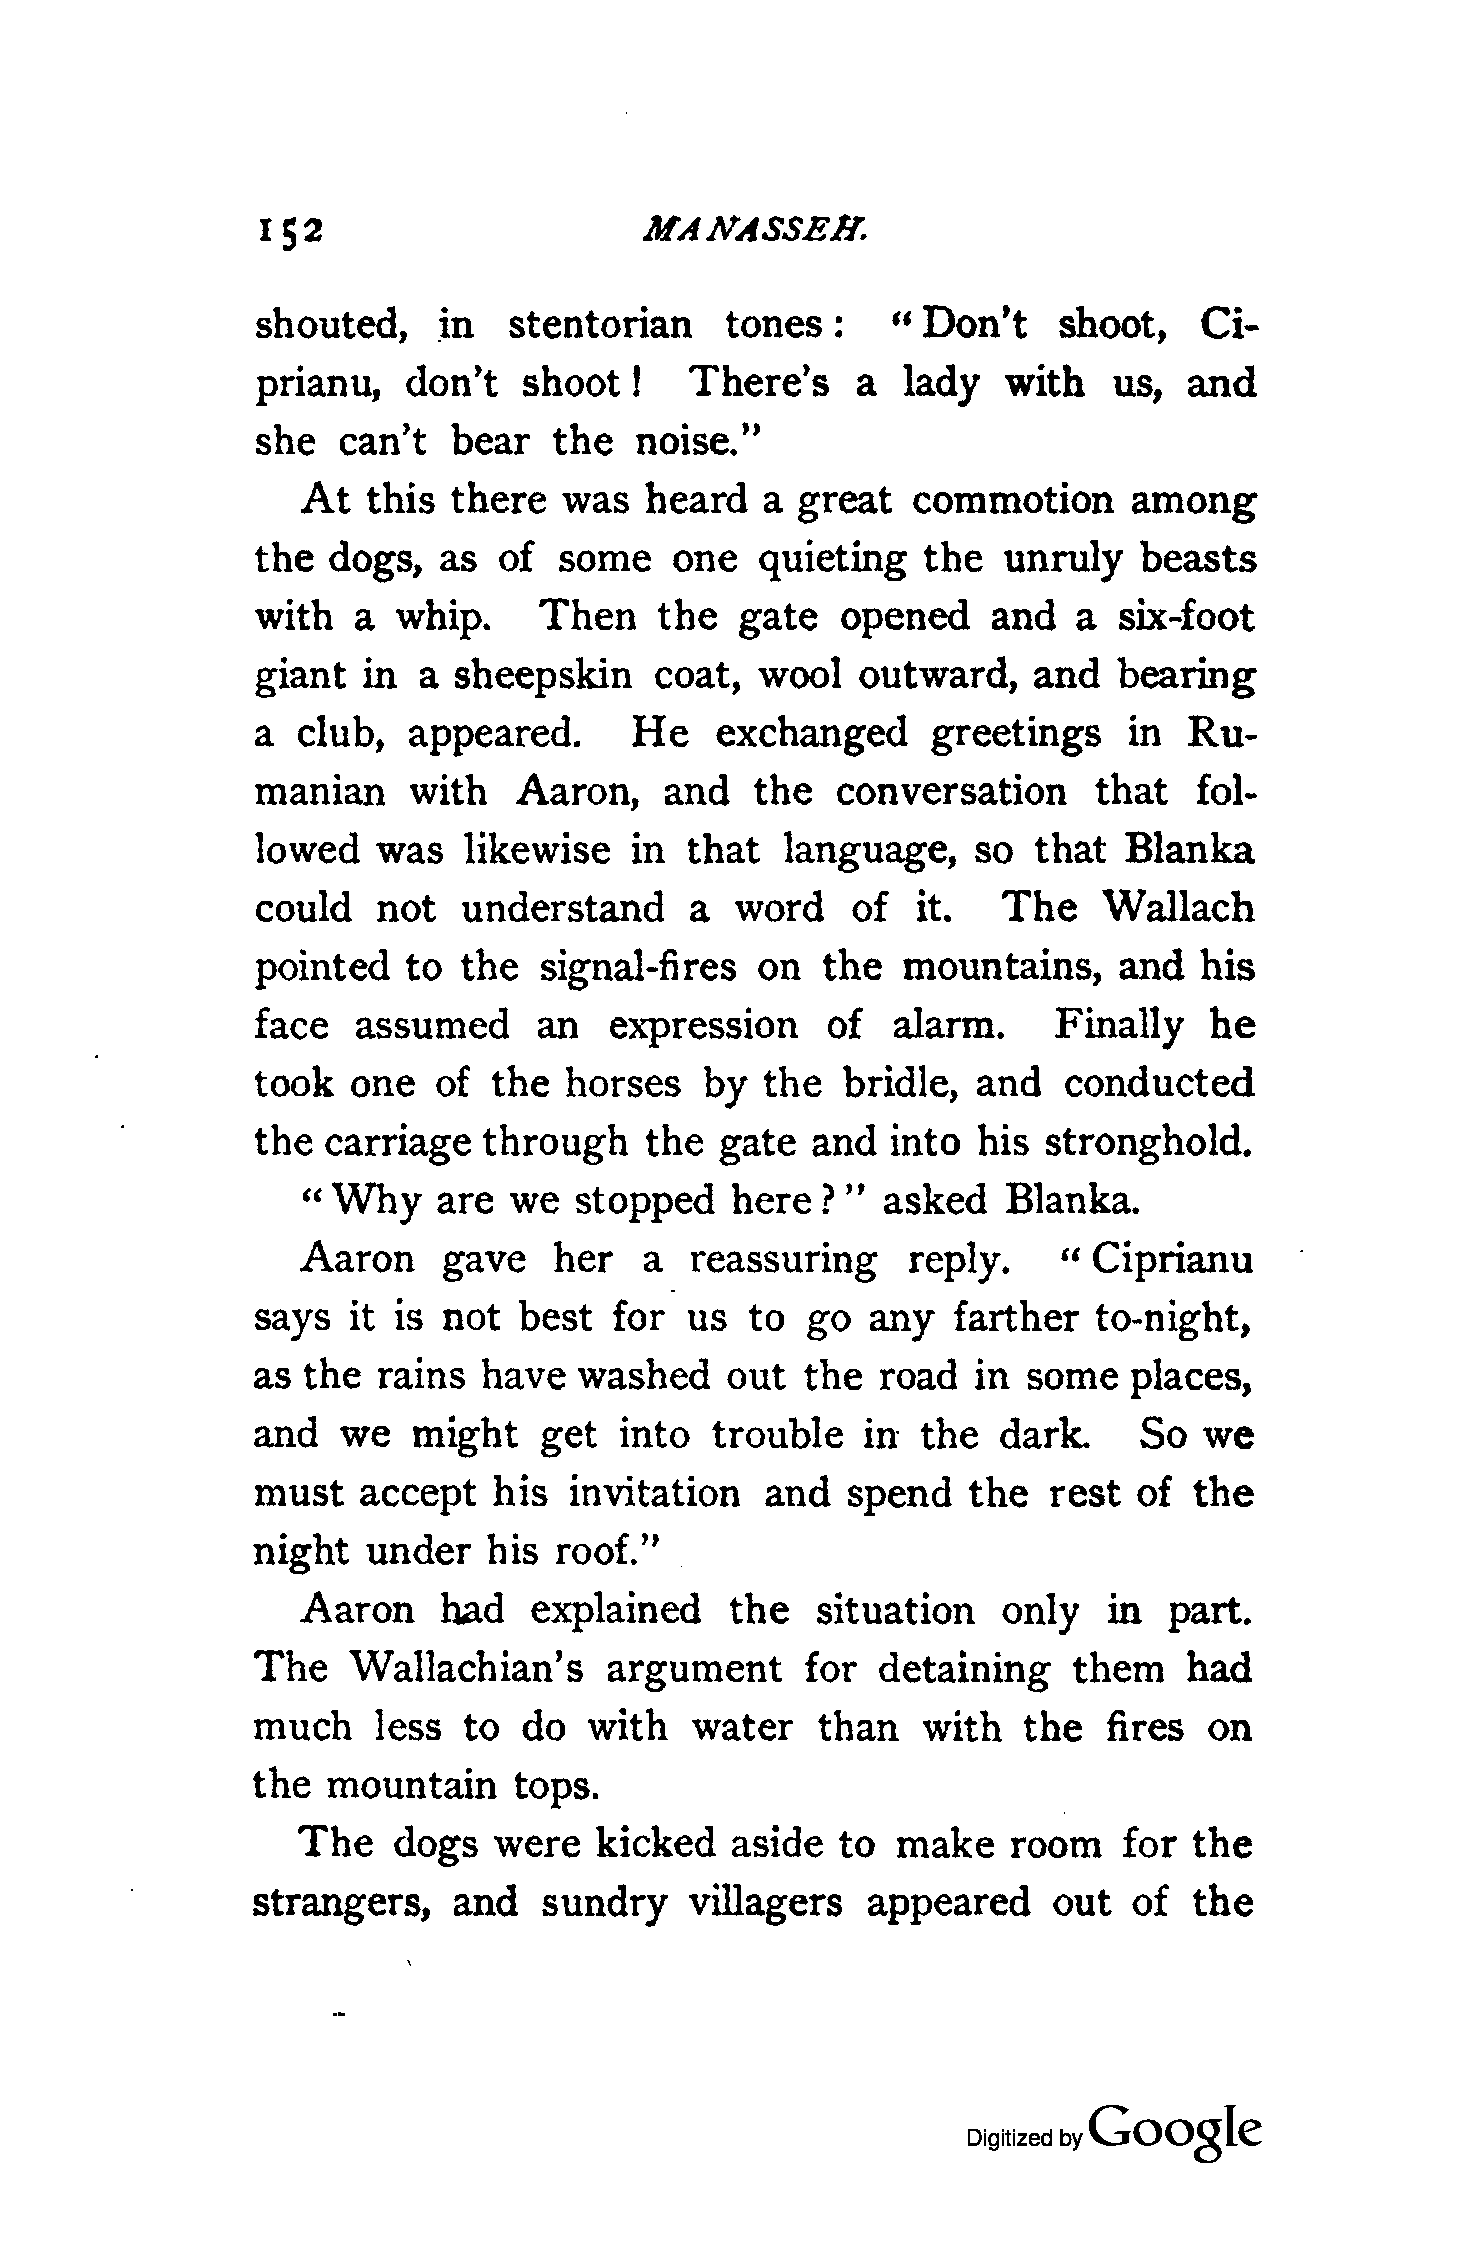 152 MANASSEH.
shouted, in stentorian tones: "Don't shoot, Ci-
prianu, don't shoot! There's a lady with us, and
she can't bear the noise."
At this there was heard a great commotion among
the dogs, as of some one quieting the unruly beasts
with a whip. Then the gate opened and a six-foot
giant in a sheepskin coat, wool outward, and bearing
a club, appeared. He exchanged greetings in Ru-
manian with Aaron, and the conversation that fol-
lowed was likewise in that language, so that Blanka
could not understand a word of it. The Wallach
pointed to the signal-fires on the mountains, and his
face assumed an expression of alarm. Finally he
took one of the horses by the bridle, and conducted
the carriage through the gate and into his stronghold.
"Why are we stopped here?" asked Blanka.
Aaron gave her a reassuring reply. "Ciprianu
says it is not best for us to go any farther to-night,
as the rains have washed out the road in some places,
and we might get into trouble in the dark. So we
must accept his invitation and spend the rest of the
night under his roof."
Aaron had explained the situation only in part.
The Wallachian's argument for detaining them had
much less to do with water than with the fires on
the mountain tops.
The dogs were kicked aside to make room for the
strangers, and sundry villagers appeared out of the
Digitized by Google